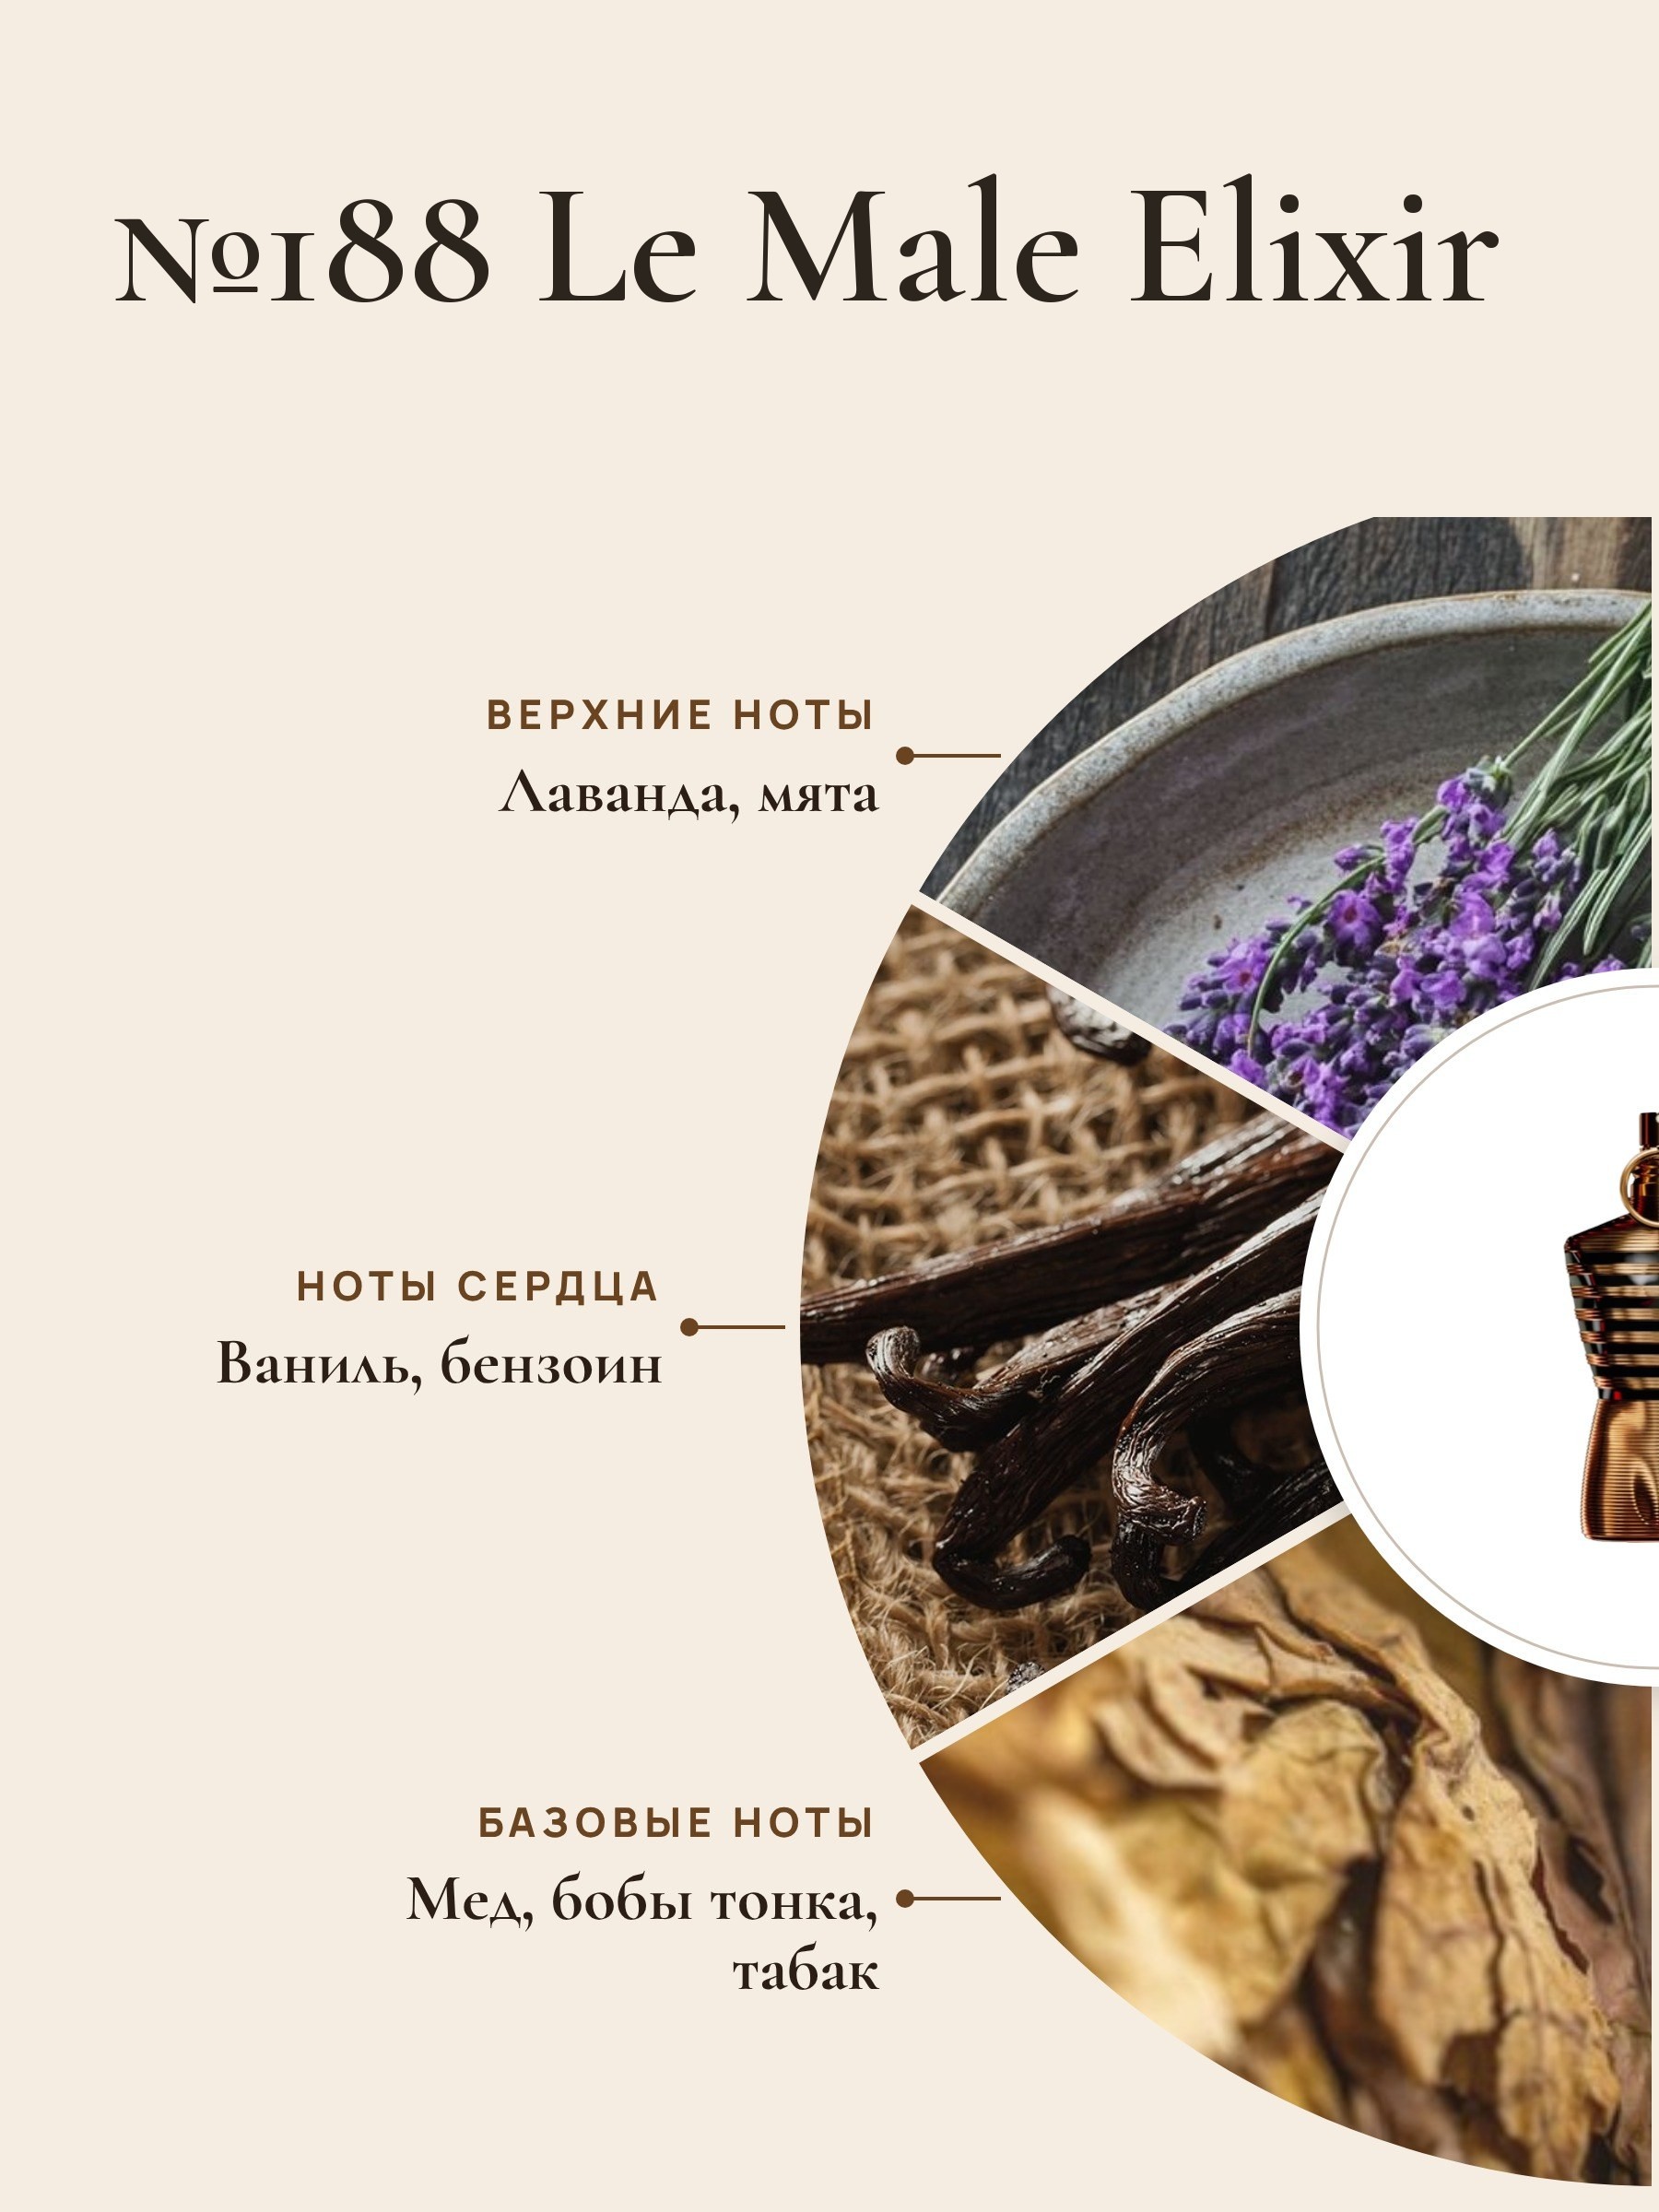 №188 Le Male Elixir
ВЕРХНИЕ НОТЫ
Лаванда, мята
НОТЫ СЕРДЦА
Ваниль, бензоин
БАЗОВЫЕ НОТЫ
Мед, бобы тонка,
табак